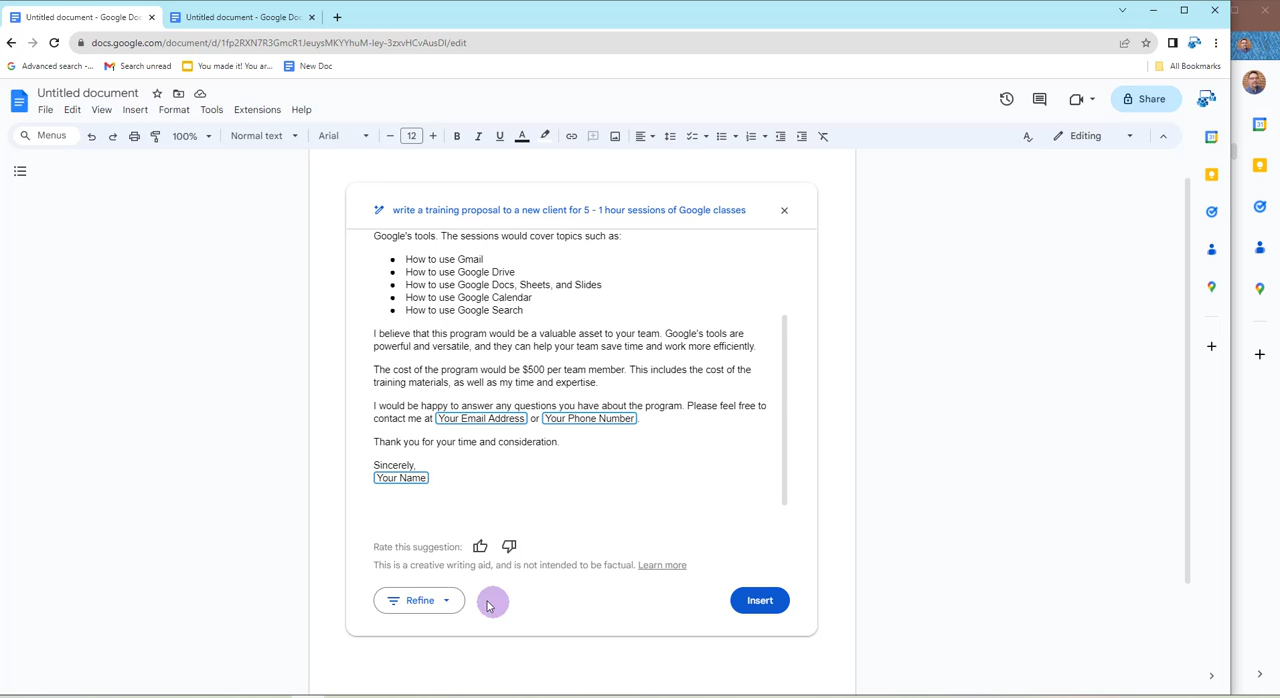 Untitled document - Google Doc
Untitled document - Google Doc
docs.google.com/document/d/1fp2RXN7R3GmcR1JeuysMKYYhuM-ley-3zxvHCvAusDI/edit
Advanced search -... Search unread You made it! You ar... New Doc All Bookmarks
Untitled document
File Edit View Insert Format Tools Extensions Help
Share
Menus 100% Normal text Arial 12 B I U A Editing
write a training proposal to a new client for 5 - 1 hour sessions of Google classes
Google's tools. The sessions would cover topics such as:
● How to use Gmail
● How to use Google Drive
● How to use Google Docs, Sheets, and Slides
● How to use Google Calendar
● How to use Google Search
I believe that this program would be a valuable asset to your team. Google's tools are
powerful and versatile, and they can help your team save time and work more efficiently.
The cost of the program would be $500 per team member. This includes the cost of the
training materials, as well as my time and expertise.
I would be happy to answer any questions you have about the program. Please feel free to
contact me at Your Email Address or Your Phone Number.
Thank you for your time and consideration.
Sincerely,
Your Name
Rate this suggestion:
This is a creative writing aid, and is not intended to be factual. Learn more
Refine
Insert